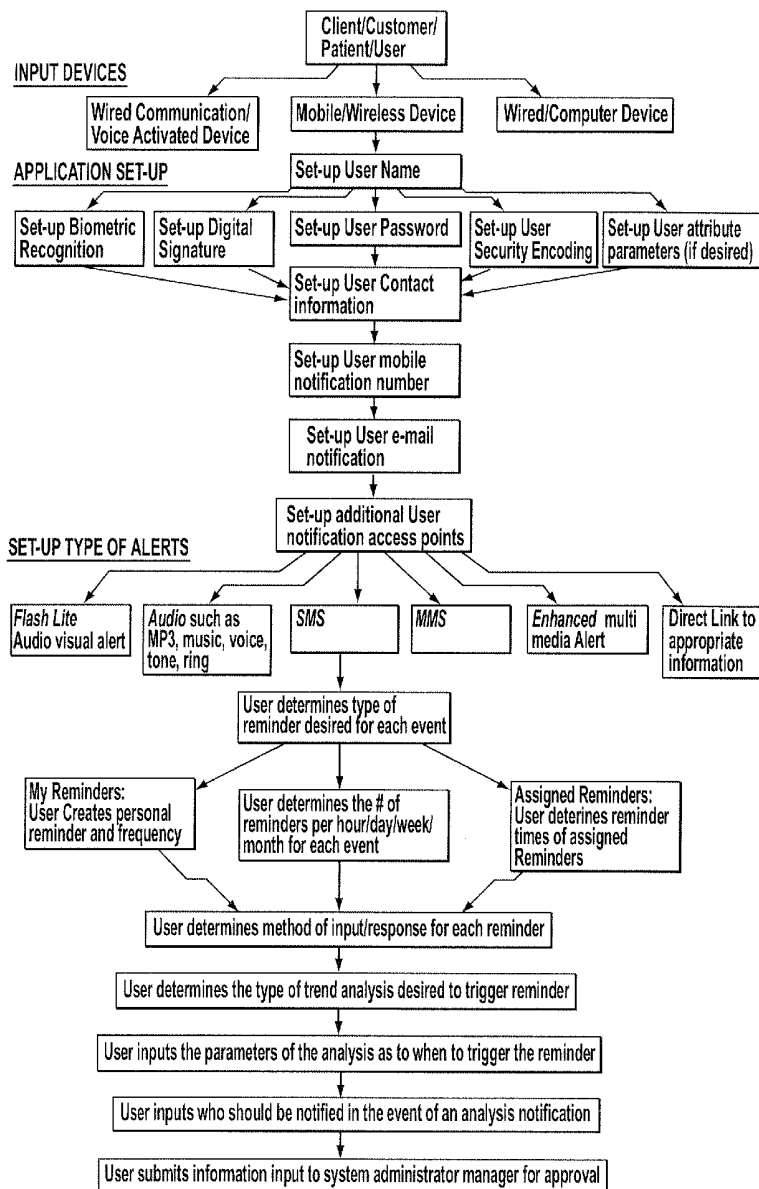 Client/Customer/
Patient/User
INPUT DEVICES
Wired Communication/
Voice Activated Device
Mobile/Wireless Device
Wired/Computer Device
APPLICATION SET-UP
Set-up User Name
Set-up Biometric
Recognition
Set-up Digital
Signature
Set-up User Password
Set-up User
Security Encoding
Set-up User attribute
parameters (if desired)
Set-up User Contact
information
Set-up User mobile
notification number
Set-up User e-mail
notification
Set-up additional User
notification access points
SET-UP TYPE OF ALERTS
Flash Lite
Audio visual alert
Audio such as
MP3, music, voice,
tone, ring
SMS
MMS
Enhanced multi
media Alert
Direct Link to
appropriate
information
User determines type of
reminder desired for each event
My Reminders:
User Creates personal
reminder and frequency
User determines the # of
reminders per hour/day/week/
month for each event
Assigned Reminders:
User deterines reminder
times of assigned
Reminders
User determines method of input/response for each reminder
User determines the type of trend analysis desired to trigger reminder
User inputs the parameters of the analysis as to when to trigger the reminder
User inputs who should be notified in the event of an analysis notification
User submits information input to system administrator manager for approval